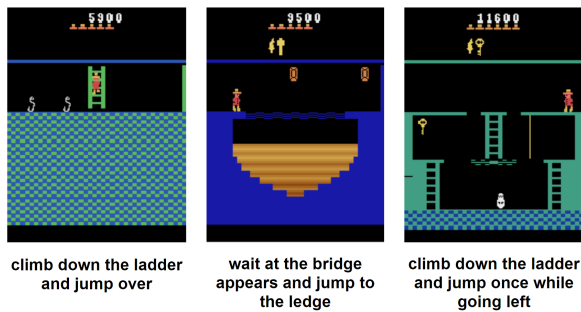 5900
9500
11600
climb down the ladder
and jump over
wait at the bridge
appears and jump to
the ledge
climb down the ladder
and jump once while
going left